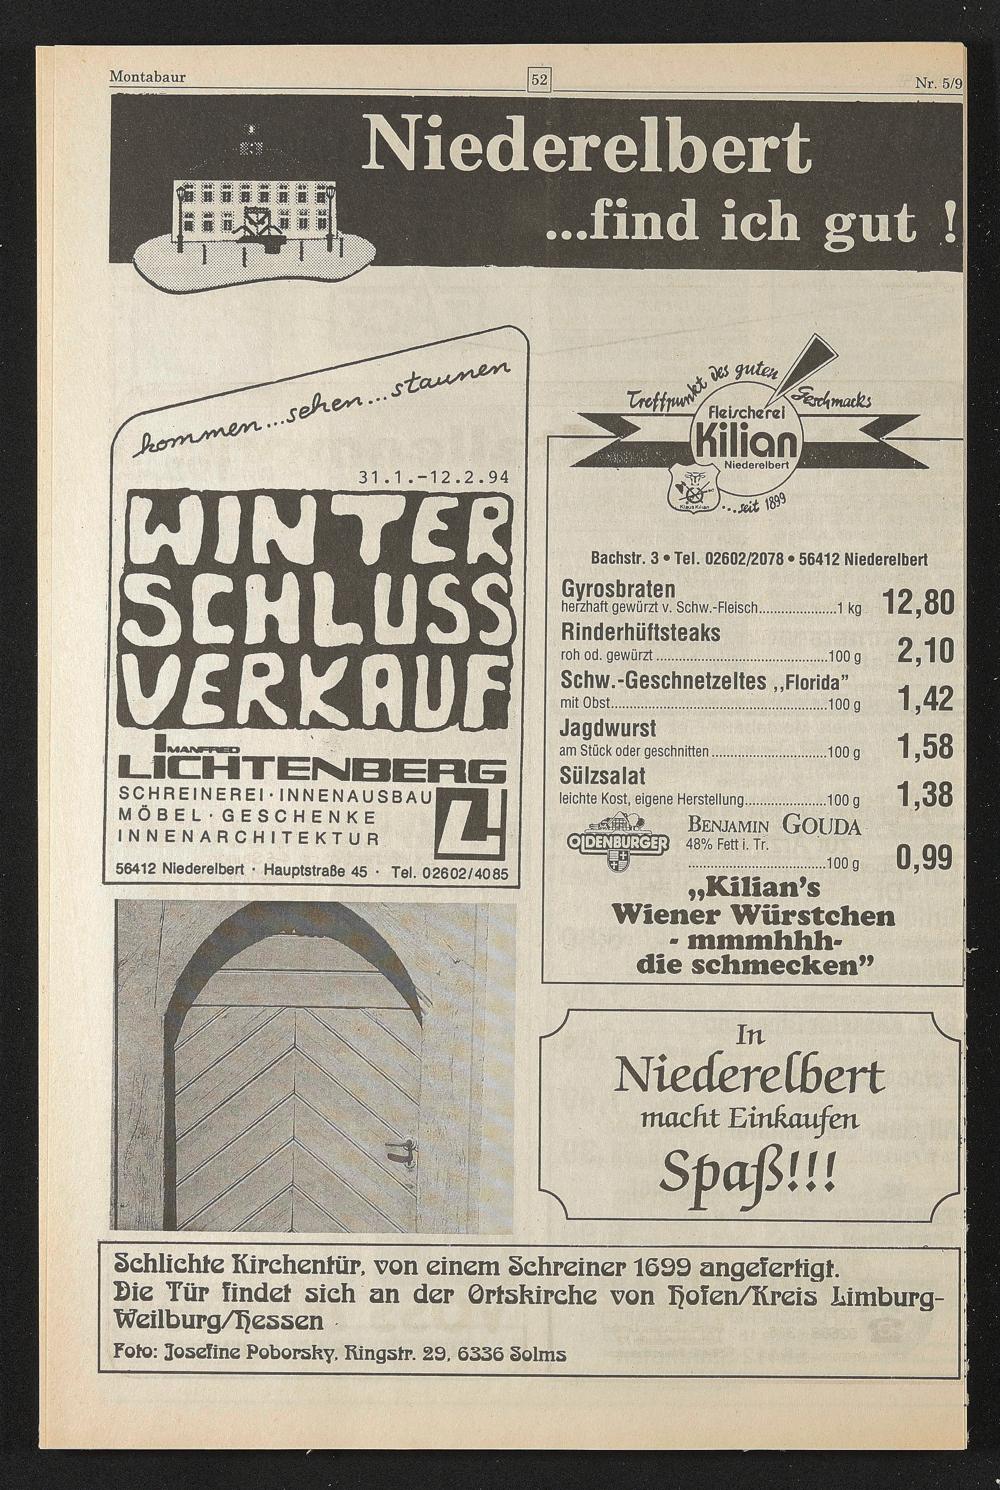 Montabaur
52
Nr. 5/9
Niederelbert
...find ich gut !
kommen...sehen...staunen
31.1.-12.2.94
WINTER
SCHLUSS
VERKAUF
MANFRED
LICHTENBERG
SCHREINEREI · INNENAUSBAU
MÖBEL · GESCHENKE
INNENARCHITEKTUR
56412 Niederelbert · Hauptstraße 45 · Tel. 02602/4085
Treffpunkt des guten Geschmacks
Fleischerei
Kilian
Niederelbert
Klaus Kilian
...seit 1899
Bachstr. 3 • Tel. 02602/2078 • 56412 Niederelbert
Gyrosbraten
herzhaft gewürzt v. Schw.-Fleisch...................1 kg 12,80
Rinderhüftsteaks
roh od. gewürzt..........................................100 g 2,10
Schw.-Geschnetzeltes ,,Florida”
mit Obst.....................................................100 g 1,42
Jagdwurst
am Stück oder geschnitten............................100 g 1,58
Sülzsalat
leichte Kost, eigene Herstellung....................100 g 1,38
OLDENBURGER
BENJAMIN GOUDA
48% Fett i. Tr.
..................................100 g 0,99
„Kilian's
Wiener Würstchen
- mmmhhh-
die schmecken”
In
Niederelbert
macht Einkaufen
Spaß!!!
Schlichte Kirchentür, von einem Schreiner 1699 angefertigt.
Die Tür findet sich an der Ortskirche von Hofen/Kreis Limburg-
Weilburg/Hessen
Foto: Josefine Poborsky, Ringstr. 29, 6336 Solms